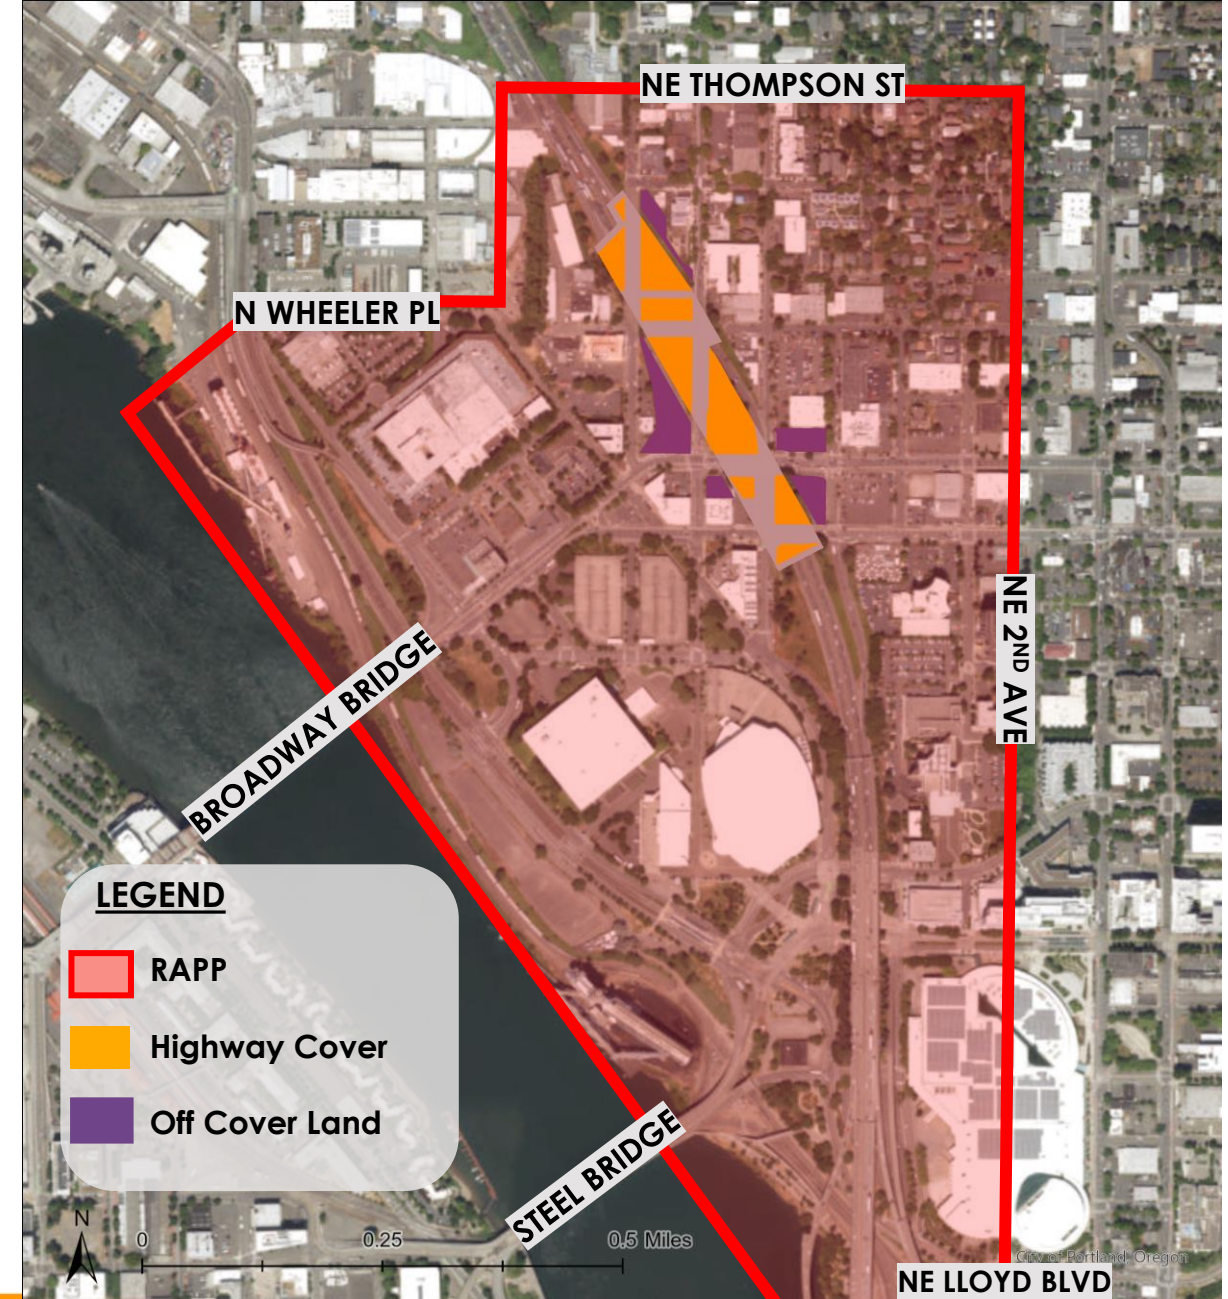 NE THOMPSON ST
N WHEELER PL
NE 2ND AVE
BROADWAY BRIDGE
LEGEND
RAPP
Highway Cover
Off Cover Land
STEEL BRIDGE
N
0 0.25 0.5 Miles
City of Portland, Oregon
NE LLOYD BLVD